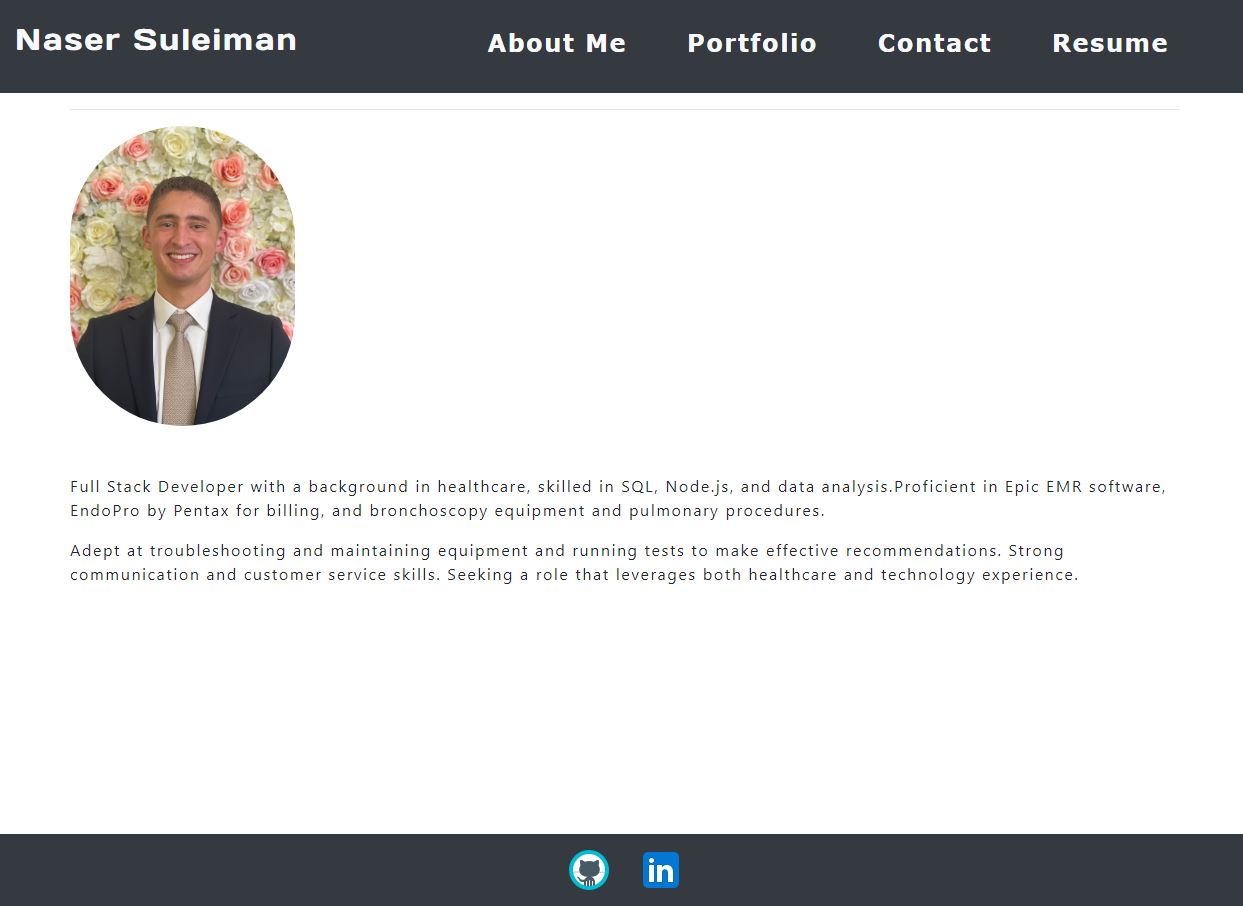 Naser Suleiman
About Me Portfolio Contact Resume
Full Stack Developer with a background in healthcare, skilled in SQL, Node.js, and data analysis.Proficient in Epic EMR software,
EndoPro by Pentax for billing, and bronchoscopy equipment and pulmonary procedures.
Adept at troubleshooting and maintaining equipment and running tests to make effective recommendations. Strong
communication and customer service skills. Seeking a role that leverages both healthcare and technology experience.
in